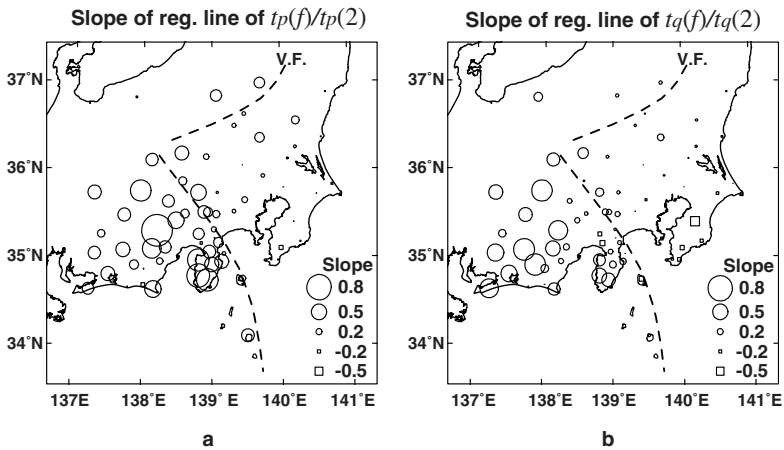 Slope of reg. line of tp(f)/tp(2)
V.F.
37°N
36°N
35°N
34°N
137°E 138°E 139°E 140°E 141°E
Slope
0.8
0.5
0.2
-0.2
-0.5
a
Slope of reg. line of tq(f)/tq(2)
V.F.
37°N
36°N
35°N
34°N
137°E 138°E 139°E 140°E 141°E
Slope
0.8
0.5
0.2
-0.2
-0.5
b